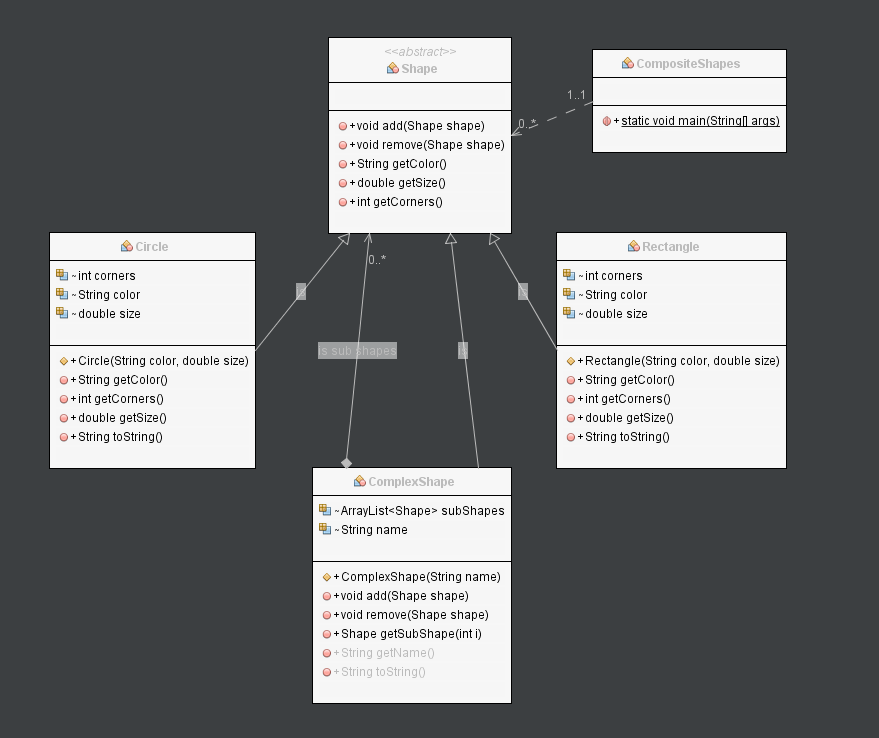 <<abstract>>
Shape
+void add(Shape shape)
+void remove(Shape shape)
+String getColor()
+double getSize()
+int getCorners()
CompositeShapes
+static void main(String[] args)
1..1
0..*
Circle
~int corners
~String color
~double size
+Circle(String color, double size)
+String getColor()
+int getCorners()
+double getSize()
+String toString()
Rectangle
~int corners
~String color
~double size
+Rectangle(String color, double size)
+String getColor()
+int getCorners()
+double getSize()
+String toString()
0..*
is
is sub shapes
is
is
ComplexShape
~ArrayList<Shape> subShapes
~String name
+ComplexShape(String name)
+void add(Shape shape)
+void remove(Shape shape)
+Shape getSubShape(int i)
+String getName()
+String toString()